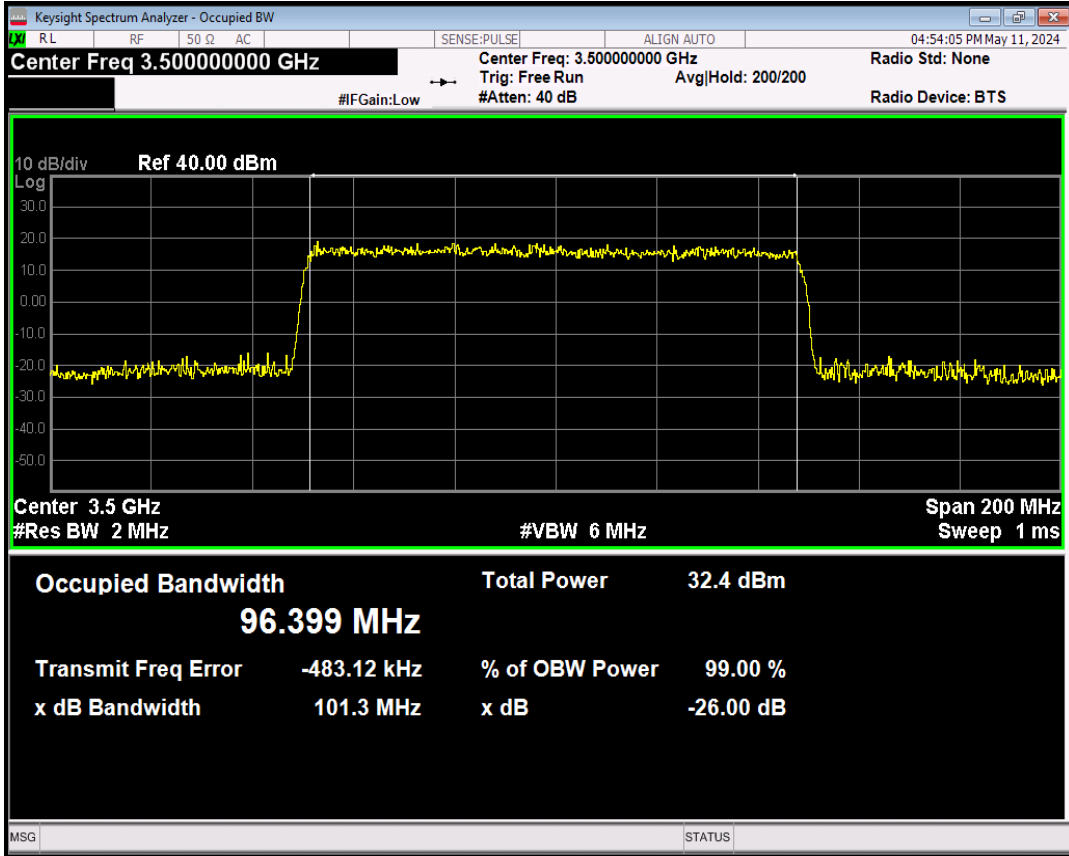 Keysight Spectrum Analyzer - Occupied BW
LXI RL RF 50 Ω AC SENSE:PULSE ALIGN AUTO 04:54:05 PM May 11, 2024
Center Freq 3.500000000 GHz
Center Freq: 3.500000000 GHz Radio Std: None
Trig: Free Run Avg|Hold: 200/200
#IFGain:Low #Atten: 40 dB Radio Device: BTS
10 dB/div Ref 40.00 dBm
Log
30.0
20.0
10.0
0.00
-10.0
-20.0
-30.0
-40.0
-50.0
Center 3.5 GHz Span 200 MHz
#Res BW 2 MHz #VBW 6 MHz Sweep 1 ms
Occupied Bandwidth Total Power 32.4 dBm
96.399 MHz
Transmit Freq Error -483.12 kHz % of OBW Power 99.00 %
x dB Bandwidth 101.3 MHz x dB -26.00 dB
MSG STATUS